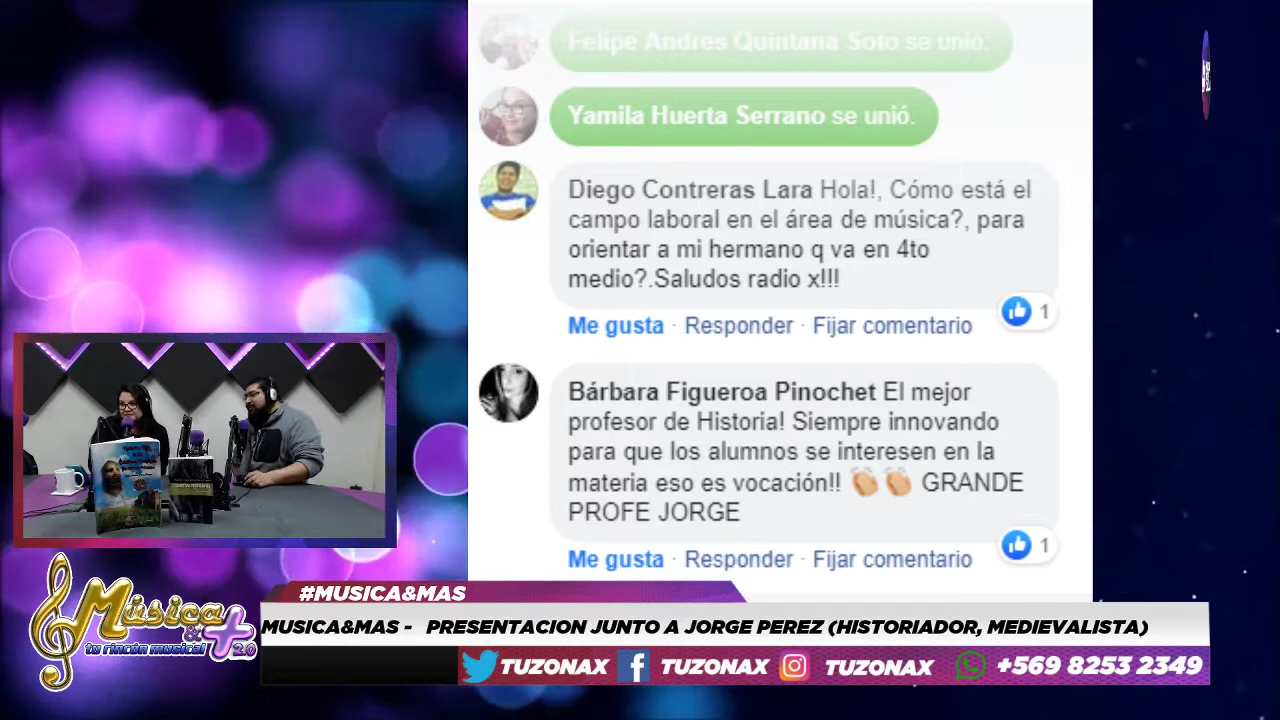 Felipe Andres Quintana Soto se unió.
Yamila Huerta Serrano se unió.
Diego Contreras Lara Hola!, Cómo está el
campo laboral en el área de música?, para
orientar a mi hermano q va en 4to
medio?.Saludos radio x!!!
Me gusta · Responder · Fijar comentario
1
Bárbara Figueroa Pinochet El mejor
profesor de Historia! Siempre innovando
para que los alumnos se interesen en la
materia eso es vocación!! GRANDE
PROFE JORGE
Me gusta · Responder · Fijar comentario
1
#MUSICA&MAS
Música
&+
tu rincón musical 2.0
MUSICA&MAS - PRESENTACION JUNTO A JORGE PEREZ (HISTORIADOR, MEDIEVALISTA)
TUZONAX TUZONAX TUZONAX +569 8253 2349